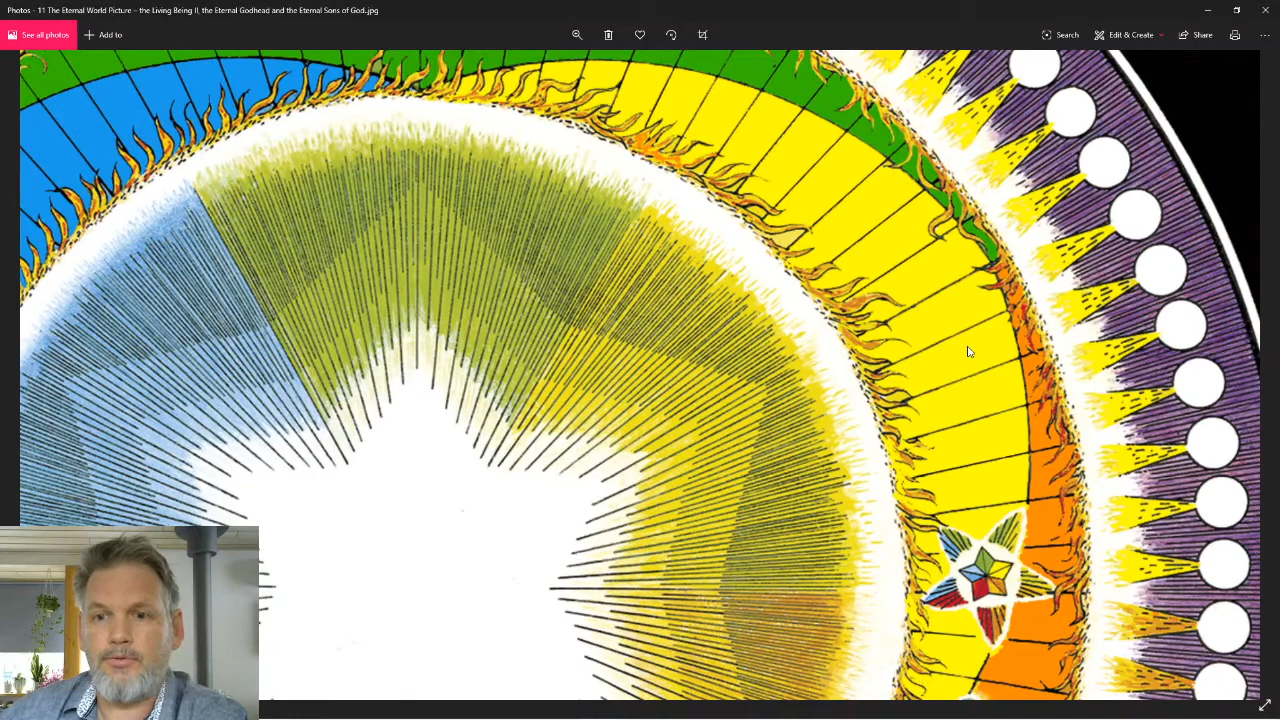 Photos - 11 The Eternal World Picture – the Living Being II, the Eternal Godhead and the Eternal Sons of God..jpg
See all photos
Add to
Search
Edit & Create
Share